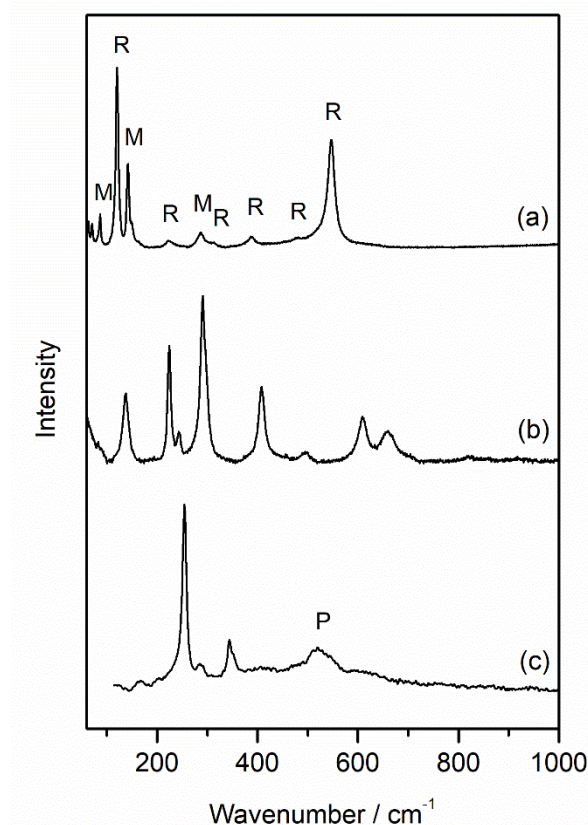 R
R
M
M
R
M
R
R
R
(a)
(b)
P
(c)
Intensity
200 400 600 800 1000
Wavenumber / cm⁻¹